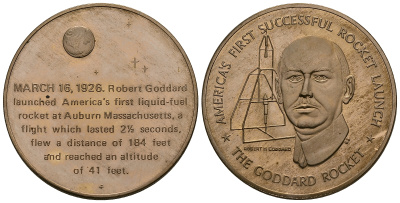 MARCH 16, 1926. Robert Goddard
launched America's first liquid-fuel
rocket at Auburn Massachusetts, a
flight which lasted 2½ seconds,
flew a distance of 184 feet
and reached an altitude
of 41 feet.
★ AMERICA'S FIRST SUCCESSFUL ROCKET LAUNCH ★
THE GODDARD ROCKET
ROBERT H. GODDARD